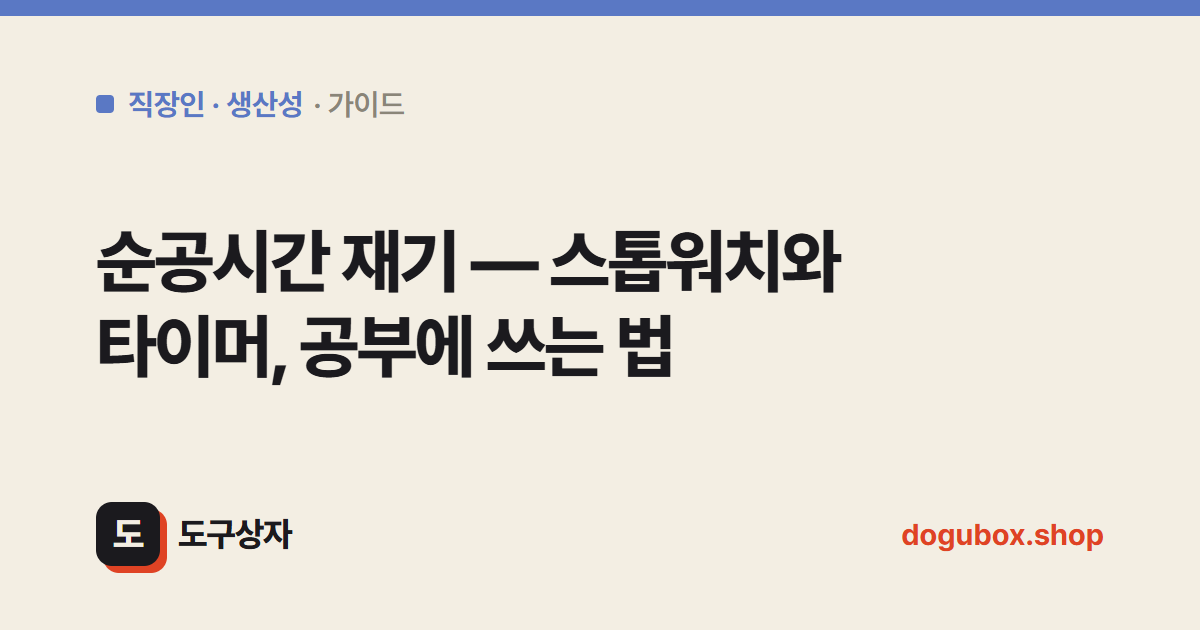 직장인 · 생산성 · 가이드
순공시간 재기 — 스톱워치와
타이머, 공부에 쓰는 법
도 도구상자
dogubox.shop